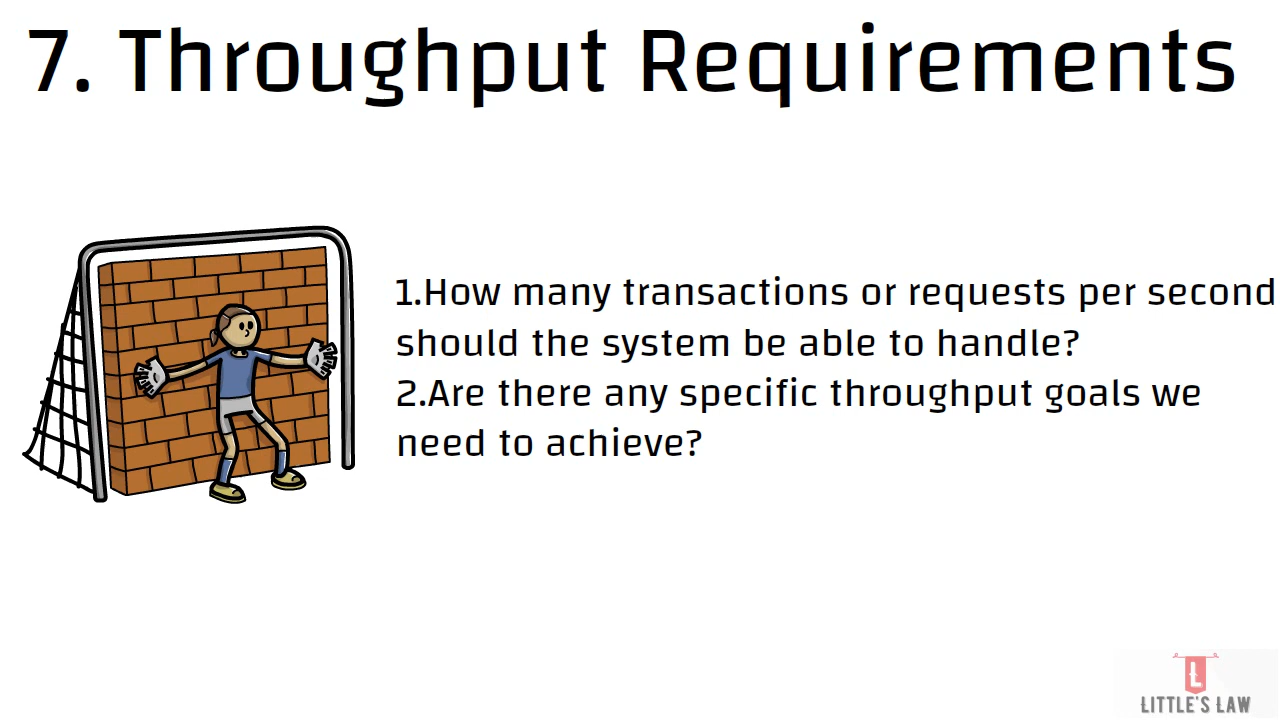 7. Throughput Requirements
1.How many transactions or requests per second
should the system be able to handle?
2.Are there any specific throughput goals we
need to achieve?
L
LITTLE'S LAW